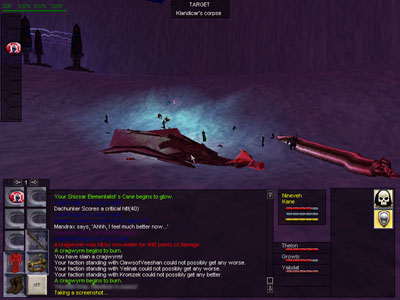 TARGET
Klandicar's corpse
1
Your Shissar Elementalist's Cane begins to glow.
Dachunker Scores a critical hit!(40)
Mandrax says, 'Ahhh, I feel much better now...'
a cragwyrm was hit by non-melee for 400 points of damage.
A cragwyrm begins to burn.
You have slain a cragwyrm!
Your faction standing with ClawsofVeeshan could not possibly get any worse.
Your faction standing with Yelinak could not possibly get any worse.
Your faction standing with Kromzek could not possibly get any better.
A cragwyrm begins to burn.
Taking a screenshot...
Nineveh
Kane
Thelon
Growls
Yabdat